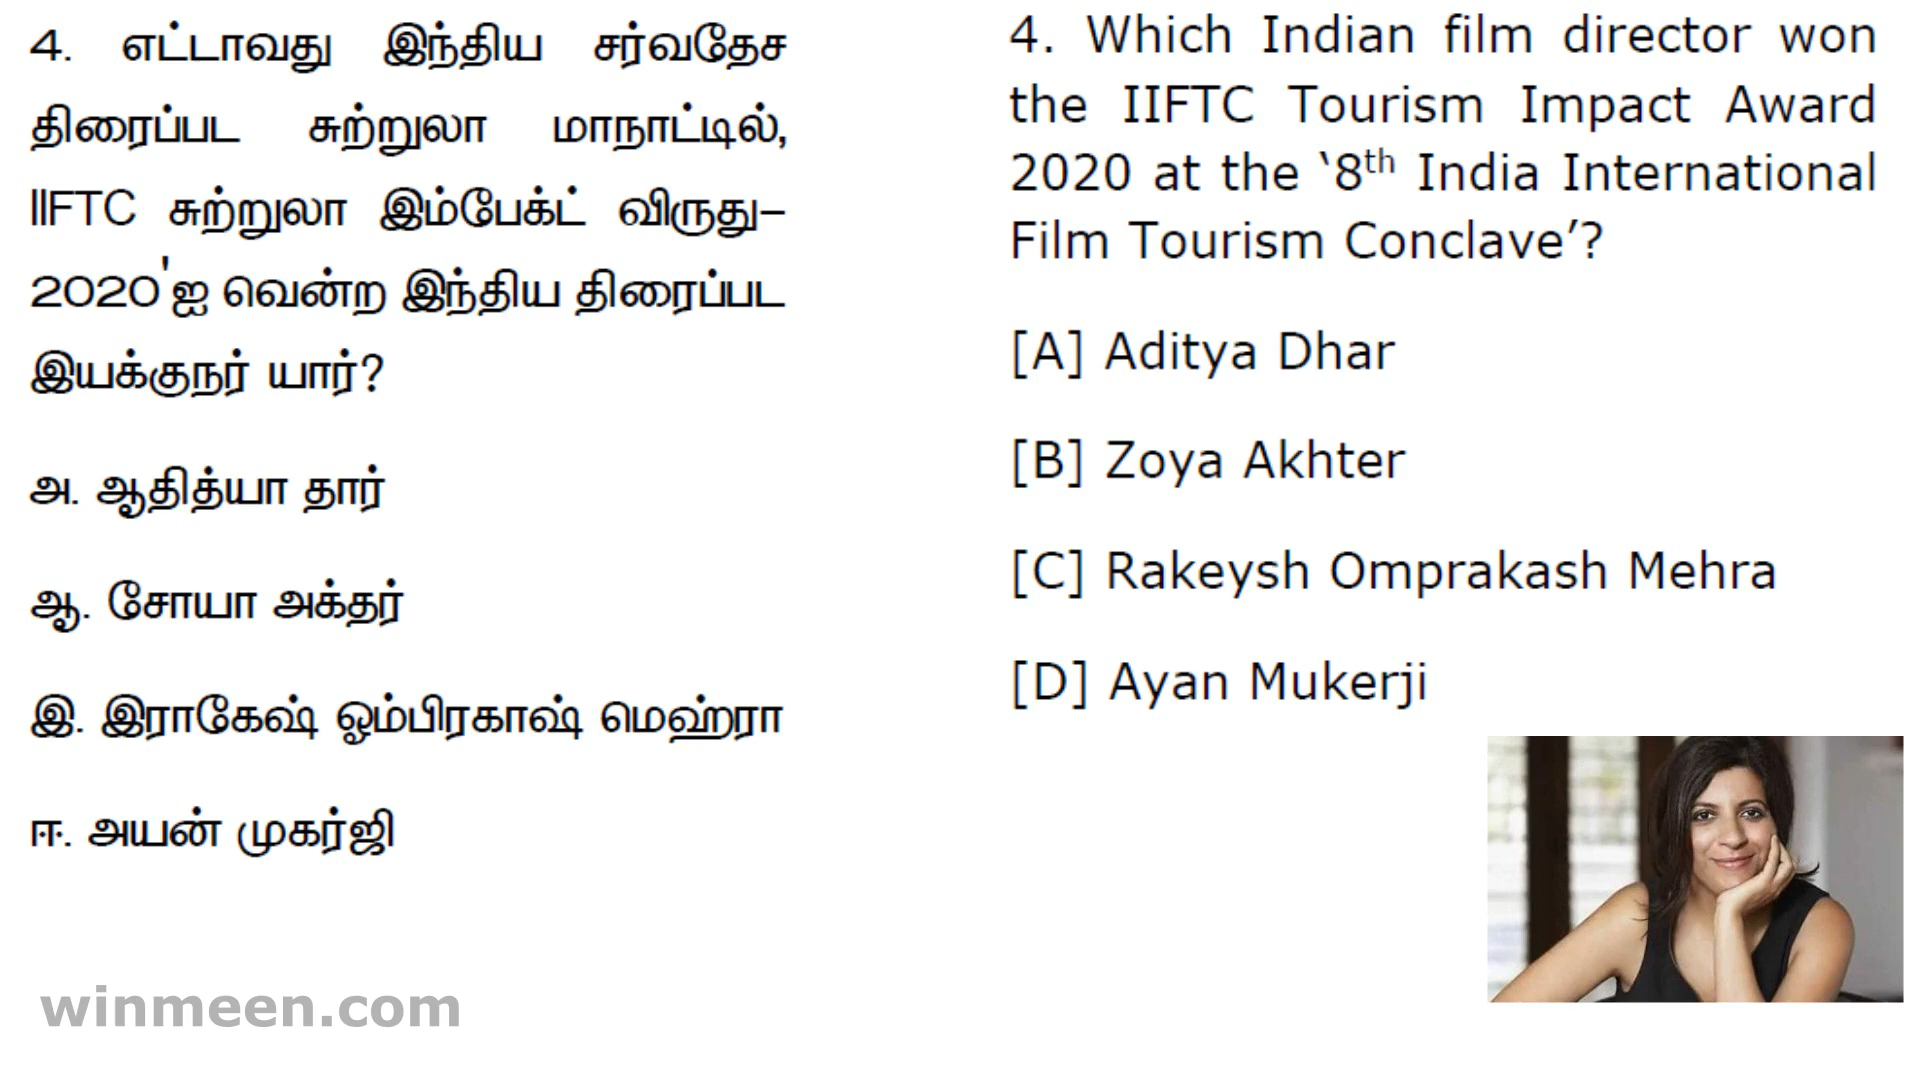 4. எட்டாவது இந்திய சர்வதேச
திரைப்பட சுற்றுலா மாநாட்டில்,
IIFTC சுற்றுலா இம்பேக்ட் விருது–
2020'ஐ வென்ற இந்திய திரைப்பட
இயக்குநர் யார்?
அ. ஆதித்யா தார்
ஆ. சோயா அக்தர்
இ. இராகேஷ் ஓம்பிரகாஷ் மெஹ்ரா
ஈ. அயன் முகர்ஜி
4. Which Indian film director won
the IIFTC Tourism Impact Award
2020 at the ‘8th India International
Film Tourism Conclave’?
[A] Aditya Dhar
[B] Zoya Akhter
[C] Rakeysh Omprakash Mehra
[D] Ayan Mukerji
winmeen.com